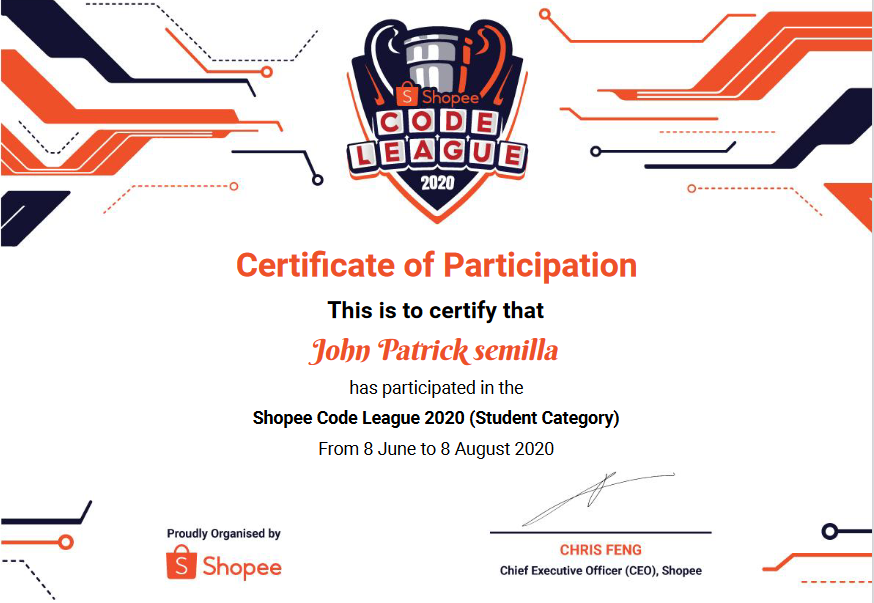 Shopee
CODE
LEAGUE
2020
Certificate of Participation
This is to certify that
John Patrick semilla
has participated in the
Shopee Code League 2020 (Student Category)
From 8 June to 8 August 2020
Proudly Organised by
Shopee
CHRIS FENG
Chief Executive Officer (CEO), Shopee